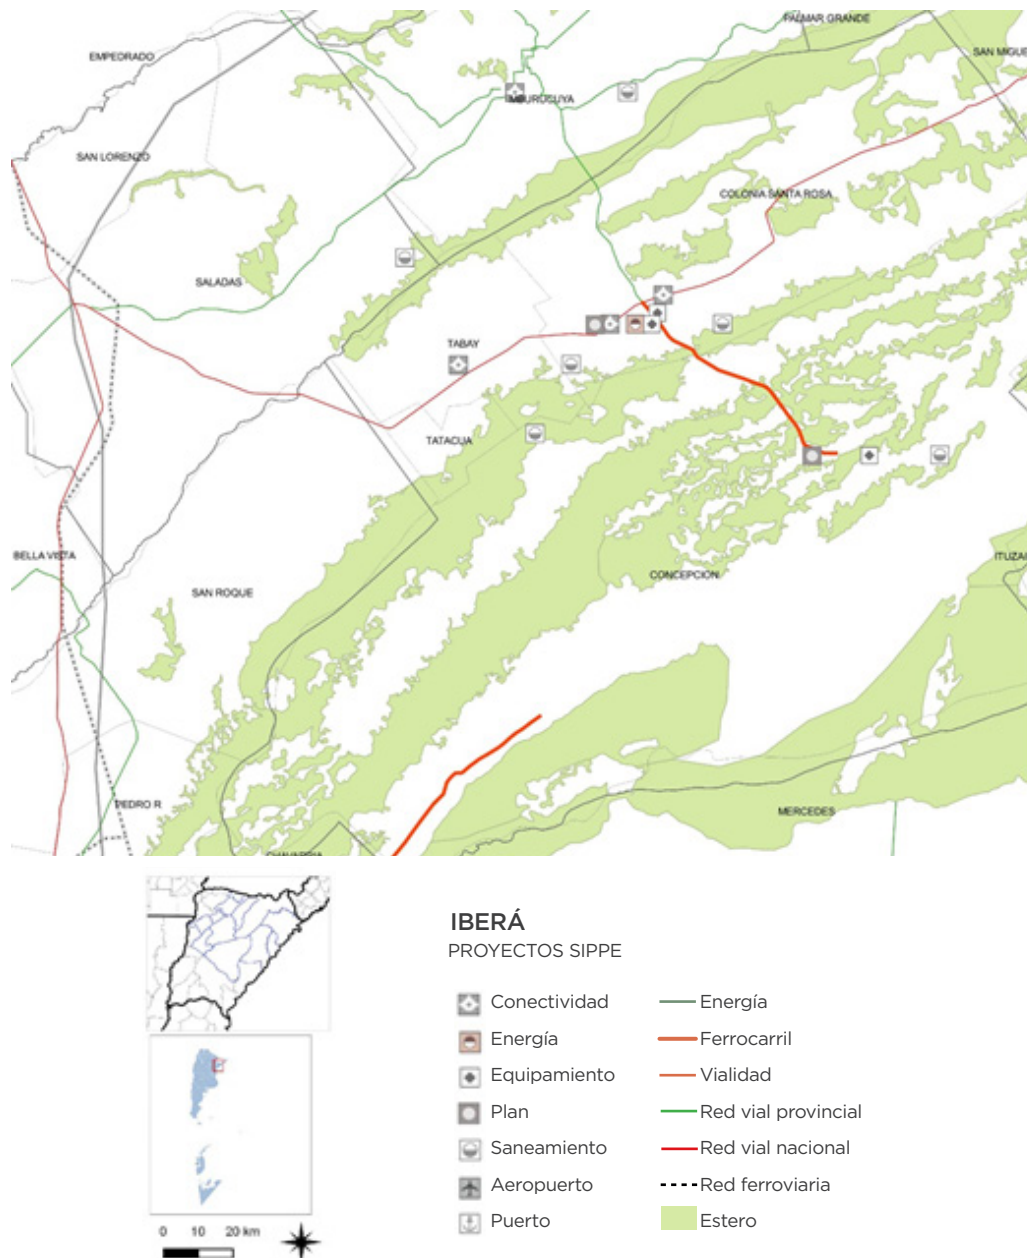 PALMAR GRANDE
EMPEDRADO
SAN MIGUE
MBURUCUYA
SAN LORENZO
COLONIA SANTA ROSA
SALADAS
TABAY
TATACUA
BELLA VISTA
ITUZAI
CONCEPCION
SAN ROQUE
PEDRO R
MERCEDES
CHAVARRIA
IBERÁ
PROYECTOS SIPPE
Conectividad
Energía
Energía
Ferrocarril
Equipamiento
Vialidad
Plan
Red vial provincial
Saneamiento
Red vial nacional
Aeropuerto
Red ferroviaria
Puerto
Estero
0 10 20 km